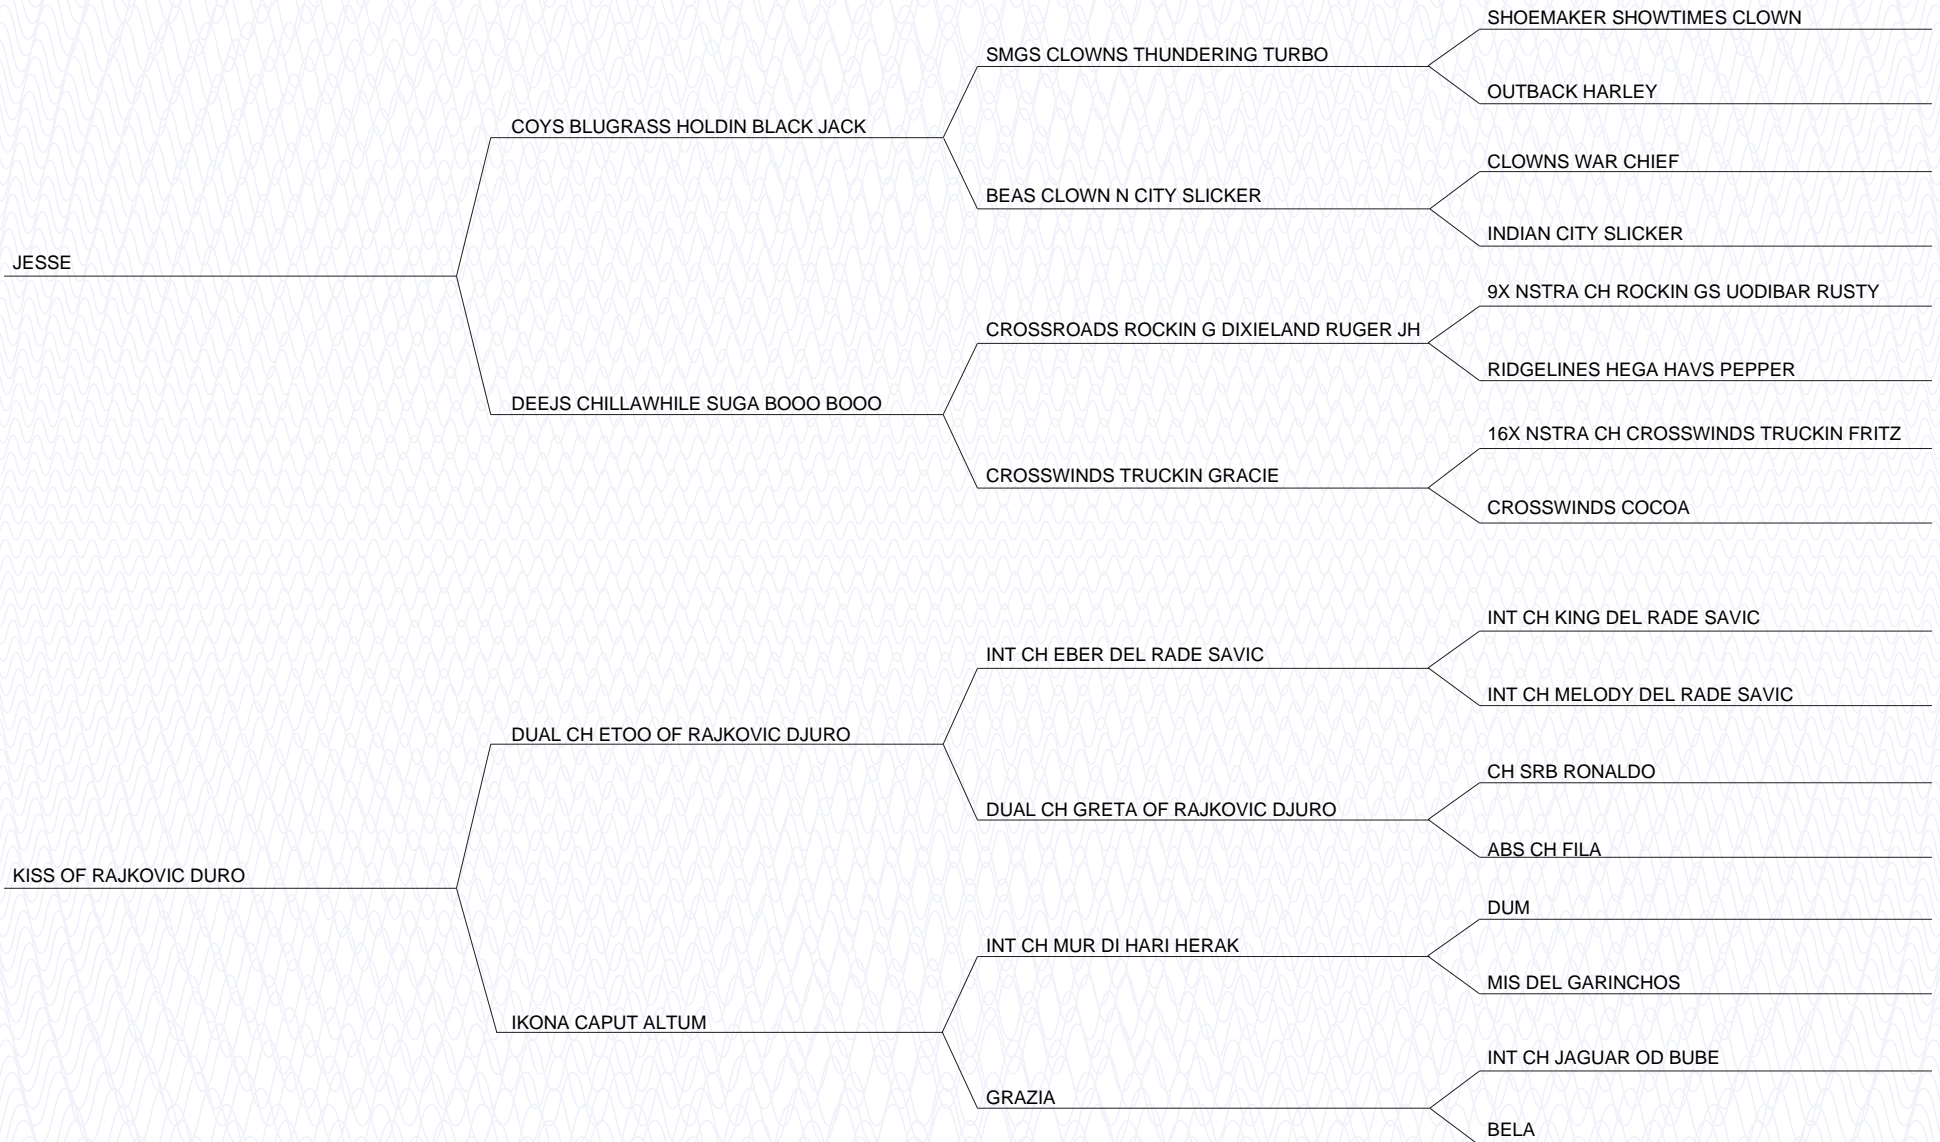 SHOEMAKER SHOWTIMES CLOWN
SMGS CLOWNS THUNDERING TURBO
OUTBACK HARLEY
COYS BLUGRASS HOLDIN BLACK JACK
CLOWNS WAR CHIEF
BEAS CLOWN N CITY SLICKER
INDIAN CITY SLICKER
JESSE
9X NSTRA CH ROCKIN GS UODIBAR RUSTY
CROSSROADS ROCKIN G DIXIELAND RUGER JH
RIDGELINES HEGA HAVS PEPPER
DEEJS CHILLAWHILE SUGA BOOO BOOO
16X NSTRA CH CROSSWINDS TRUCKIN FRITZ
CROSSWINDS TRUCKIN GRACIE
CROSSWINDS COCOA
INT CH KING DEL RADE SAVIC
INT CH EBER DEL RADE SAVIC
INT CH MELODY DEL RADE SAVIC
DUAL CH ETOO OF RAJKOVIC DJURO
CH SRB RONALDO
DUAL CH GRETA OF RAJKOVIC DJURO
ABS CH FILA
KISS OF RAJKOVIC DURO
DUM
INT CH MUR DI HARI HERAK
MIS DEL GARINCHOS
IKONA CAPUT ALTUM
INT CH JAGUAR OD BUBE
GRAZIA
BELA